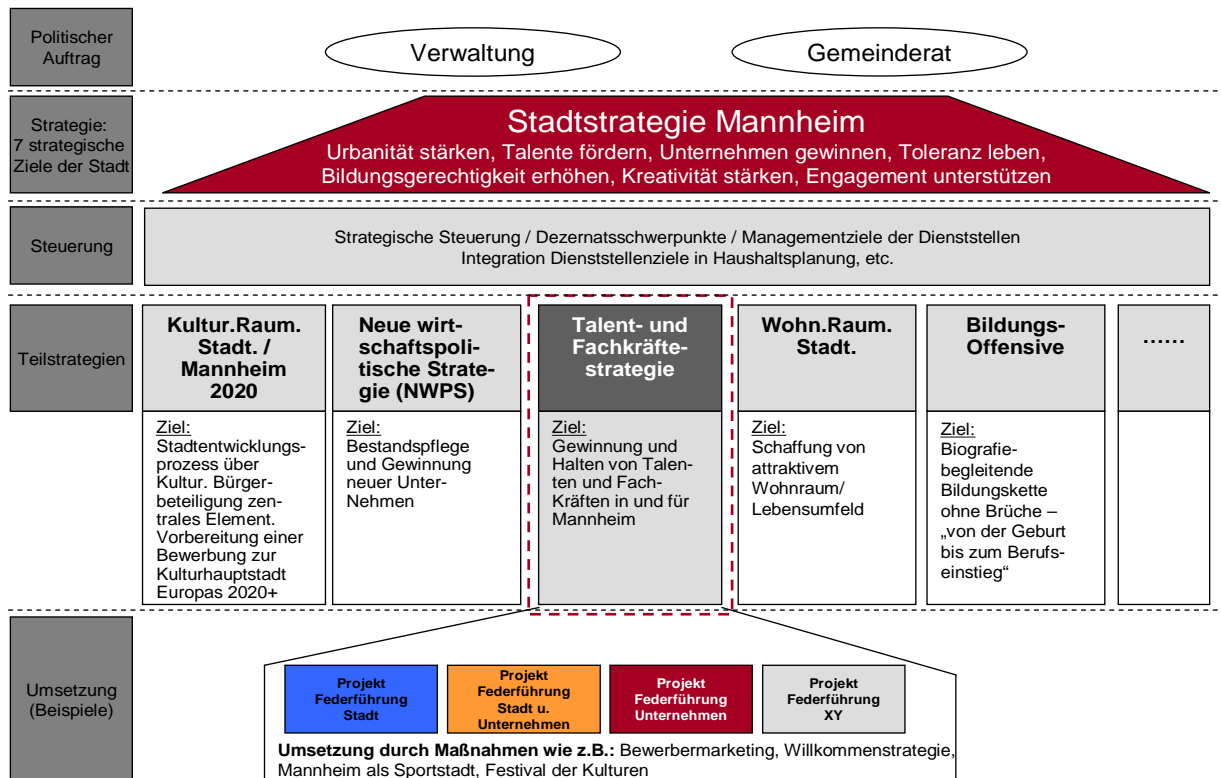 Politischer
Auftrag
Verwaltung
Gemeinderat
Strategie:
7 strategische
Ziele der Stadt
Stadtstrategie Mannheim
Urbanität stärken, Talente fördern, Unternehmen gewinnen, Toleranz leben,
Bildungsgerechtigkeit erhöhen, Kreativität stärken, Engagement unterstützen
Steuerung
Strategische Steuerung / Dezernatsschwerpunkte / Managementziele der Dienststellen
Integration Dienststellenziele in Haushaltsplanung, etc.
Teilstrategien
Kultur.Raum.
Stadt. /
Mannheim
2020
Ziel:
Stadtentwicklungs-
prozess über
Kultur. Bürger-
beteiligung zen-
trales Element.
Vorbereitung einer
Bewerbung zur
Kulturhauptstadt
Europas 2020+
Neue wirt-
schaftspoli-
tische Strate-
gie (NWPS)
Ziel:
Bestandspflege
und Gewinnung
neuer Unter-
Nehmen
Talent- und
Fachkräfte-
strategie
Ziel:
Gewinnung und
Halten von Talen-
ten und Fach-
Kräften in und für
Mannheim
Wohn.Raum.
Stadt.
Ziel:
Schaffung von
attraktivem
Wohnraum/
Lebensumfeld
Bildungs-
Offensive
Ziel:
Biografie-
begleitende
Bildungskette
ohne Brüche –
„von der Geburt
bis zum Berufs-
einstieg“
……
Umsetzung
(Beispiele)
Projekt
Federführung
Stadt
Projekt
Federführung
Stadt u.
Unternehmen
Projekt
Federführung
Unternehmen
Projekt
Federführung
XY
Umsetzung durch Maßnahmen wie z.B.: Bewerbermarketing, Willkommenstrategie,
Mannheim als Sportstadt, Festival der Kulturen